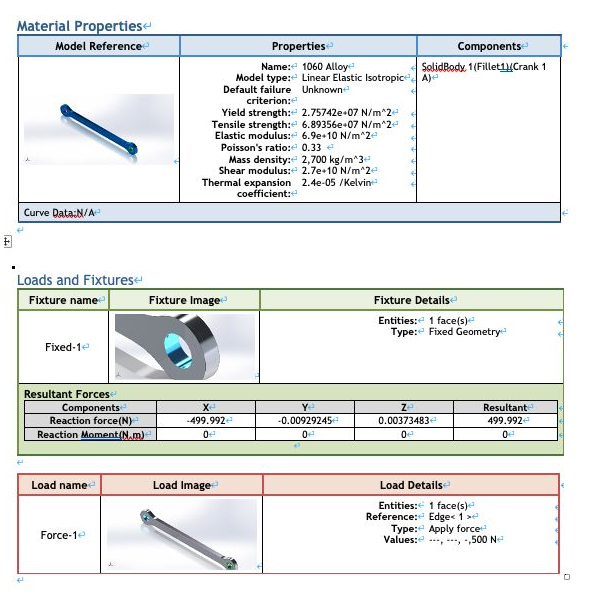 Material Properties
Model Reference Properties Components
Name: 1060 Alloy SolidBody 1(Fillet1)(Crank 1
Model type: Linear Elastic Isotropic A)
Default failure Unknown
criterion:
Yield strength: 2.75742e+07 N/m^2
Tensile strength: 6.89356e+07 N/m^2
Elastic modulus: 6.9e+10 N/m^2
Poisson's ratio: 0.33
Mass density: 2,700 kg/m^3
Shear modulus: 2.7e+10 N/m^2
Thermal expansion 2.4e-05 /Kelvin
coefficient:
Curve Data:N/A
Loads and Fixtures
Fixture name Fixture Image Fixture Details
Fixed-1
Entities: 1 face(s)
Type: Fixed Geometry
Resultant Forces
Components X Y Z Resultant
Reaction force(N) -499.992 -0.00929245 0.00373483 499.992
Reaction Moment(N.m) 0 0 0 0
Load name Load Image Load Details
Force-1
Entities: 1 face(s)
Reference: Edge< 1 >
Type: Apply force
Values: ---, ---, -,500 N